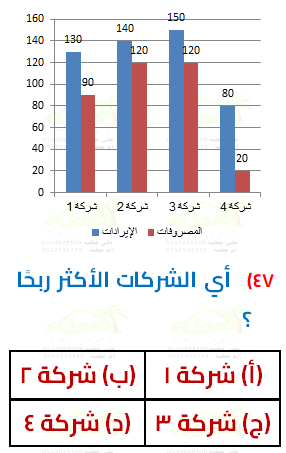 160
140
120
100
80
60
40
20
0
130
90
140
120
150
120
80
20
شركة 1
شركة 2
شركة 3
شركة 4
الإيرادات
المصروفات
٤٧) أي الشركات الأكثر ربحًا
؟
(أ) شركة ١
(ب) شركة ٢
(ج) شركة ٣
(د) شركة ٤